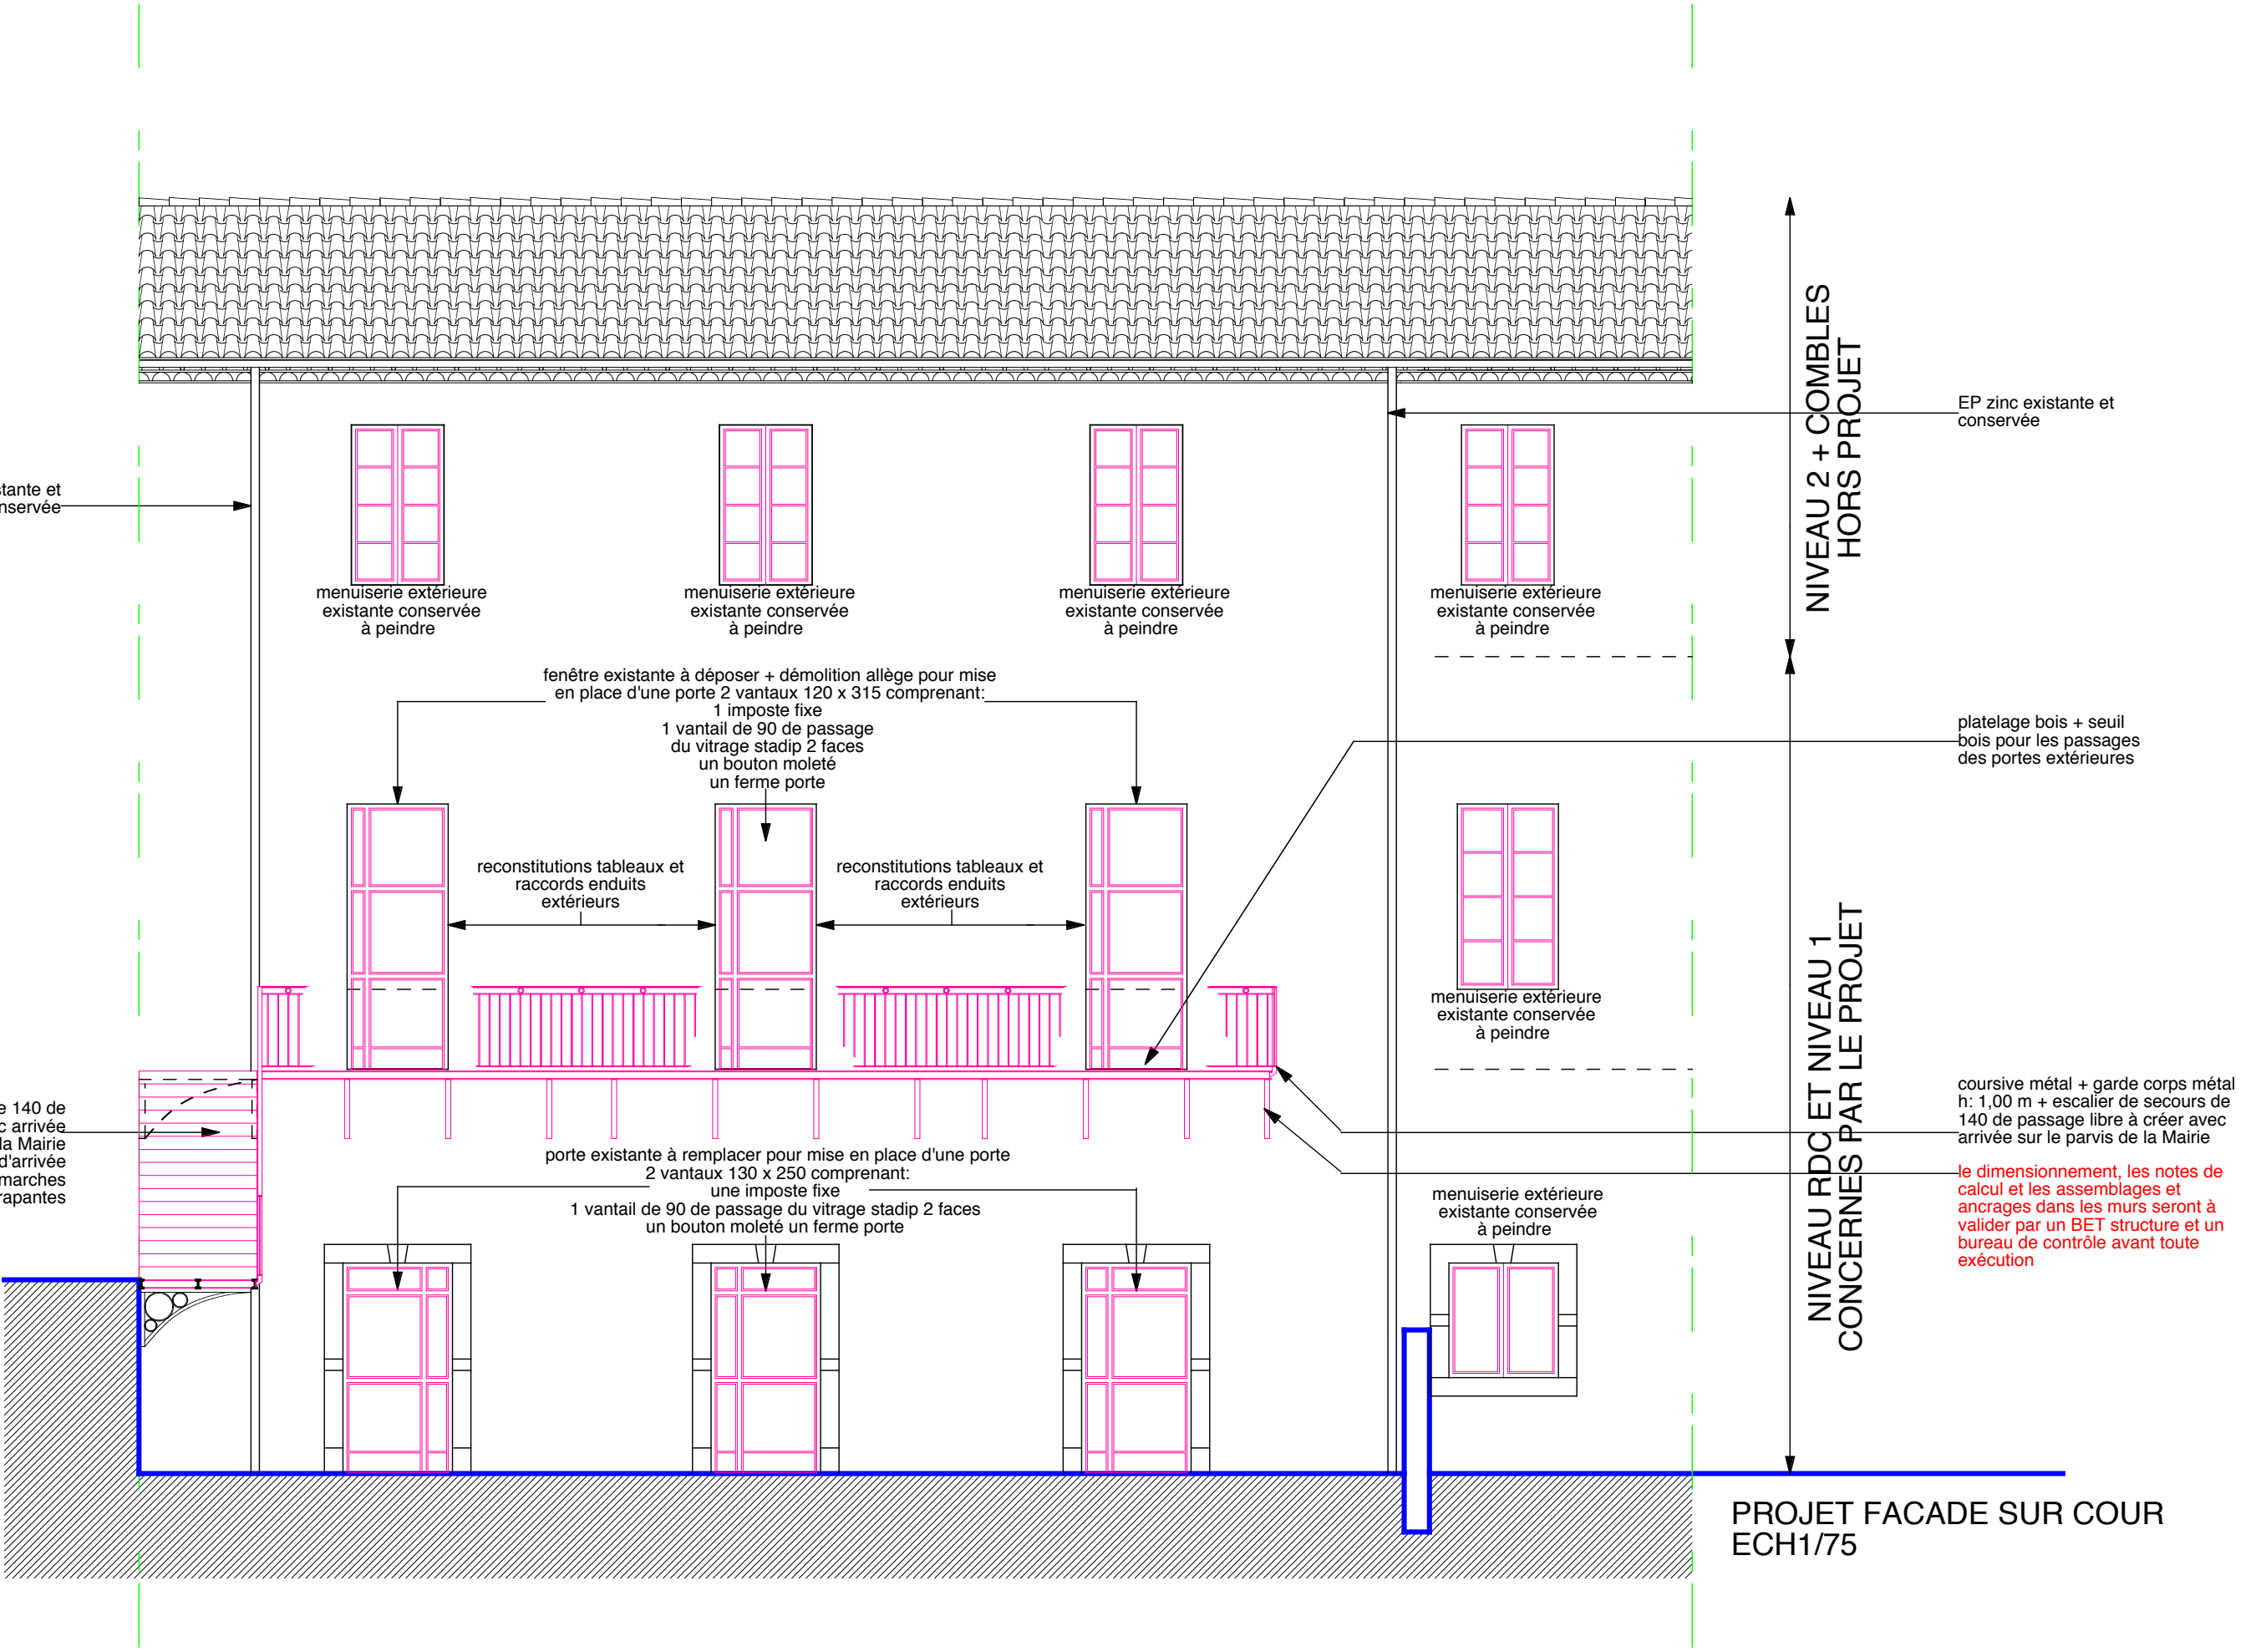 EP zinc existante et
conservée
NIVEAU 2 + COMBLES
HORS PROJET
menuiserie extérieure
existante conservée
à peindre
menuiserie extérieure
existante conservée
à peindre
menuiserie extérieure
existante conservée
à peindre
menuiserie extérieure
existante conservée
à peindre
fenêtre existante à déposer + démolition allège pour mise
en place d'une porte 2 vantaux 120 x 315 comprenant:
1 imposte fixe
1 vantail de 90 de passage
du vitrage stadip 2 faces
un bouton moleté
un ferme porte
platelage bois + seuil
bois pour les passages
des portes extérieures
reconstitutions tableaux et
raccords enduits
extérieurs
reconstitutions tableaux et
raccords enduits
extérieurs
menuiserie extérieure
existante conservée
à peindre
NIVEAU RDC ET NIVEAU 1
CONCERNES PAR LE PROJET
e 140 de
c arrivée
la Mairie
d'arrivée
marches
coursive métal + garde corps métal
h: 1,00 m + escalier de secours de
140 de passage libre à créer avec
arrivée sur le parvis de la Mairie
le dimensionnement, les notes de
calcul et les assemblages et
ancrages dans les murs seront à
valider par un BET structure et un
bureau de contrôle avant toute
exécution
porte existante à remplacer pour mise en place d'une porte
2 vantaux 130 x 250 comprenant:
une imposte fixe
1 vantail de 90 de passage du vitrage stadip 2 faces
un bouton moleté un ferme porte
menuiserie extérieure
existante conservée
à peindre
PROJET FACADE SUR COUR
ECH1/75